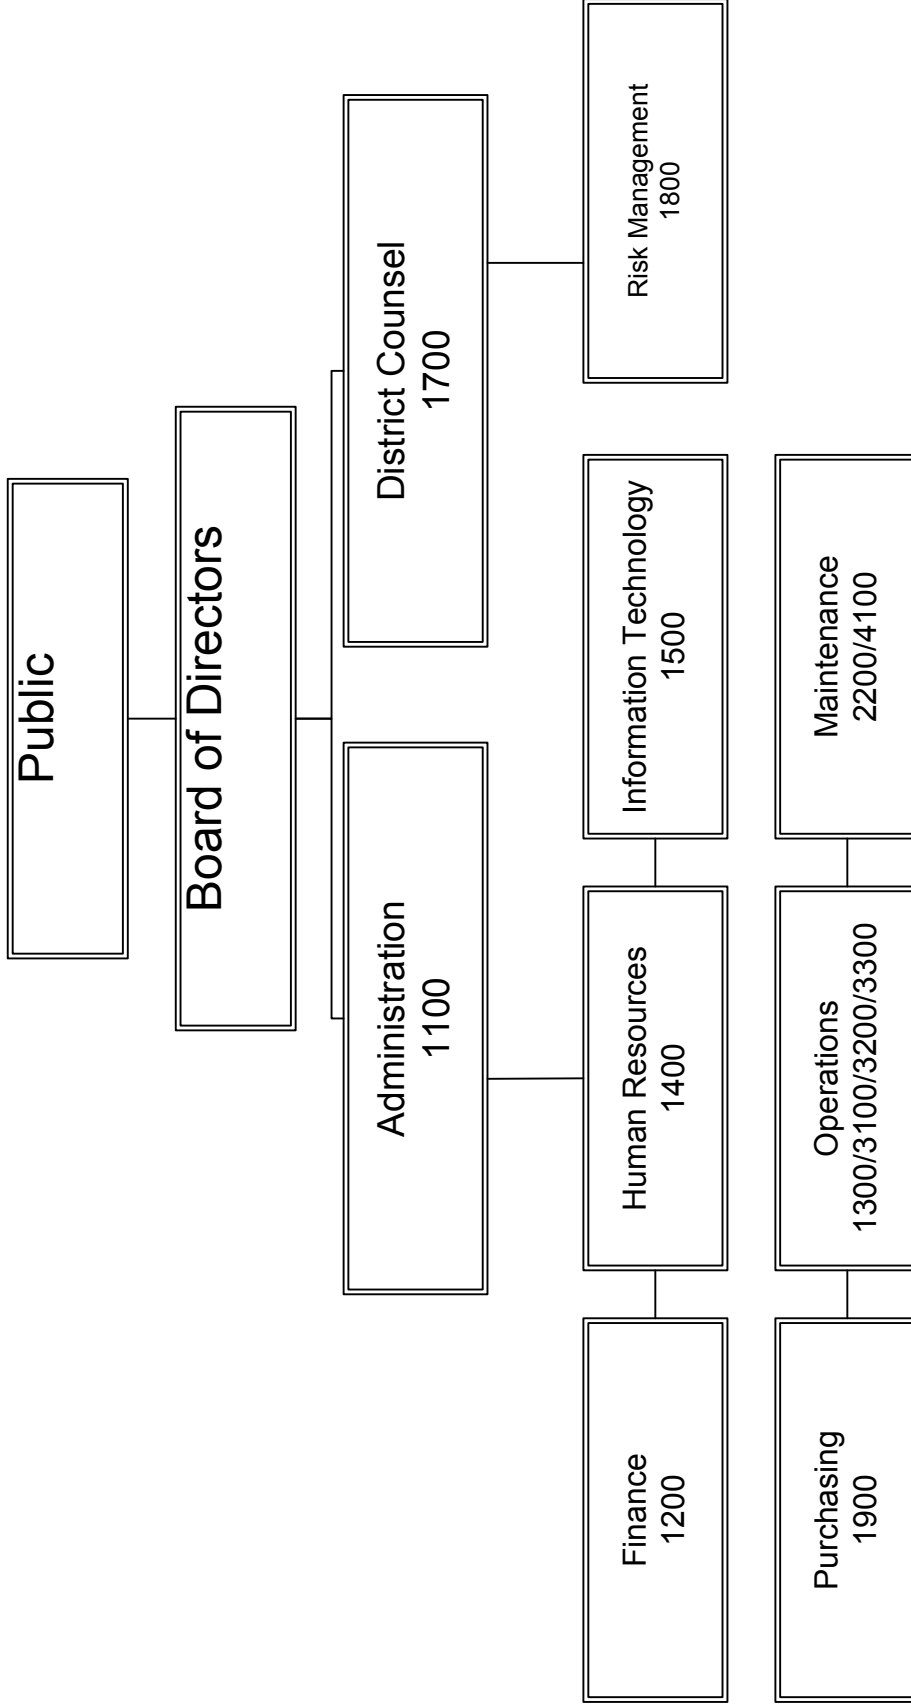 Public
Board of Directors
Administration
1100
District Counsel
1700
Finance
1200
Human Resources
1400
Information Technology
1500
Risk Management
1800
Purchasing
1900
Operations
1300/3100/3200/3300
Maintenance
2200/4100